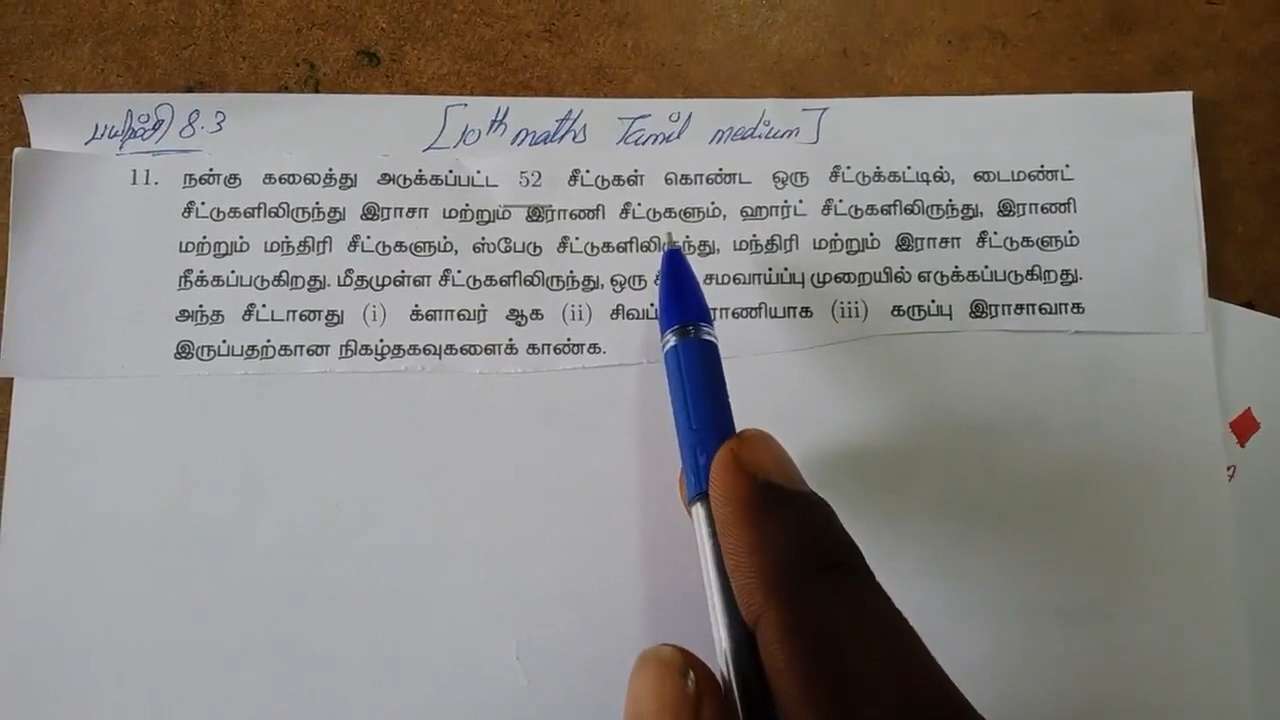 பயிற்சி 8.3 [10th maths Tamil medium]
11. நன்கு கலைத்து அடுக்கப்பட்ட 52 சீட்டுகள் கொண்ட ஒரு சீட்டுக்கட்டில், டைமண்ட்
சீட்டுகளிலிருந்து இராசா மற்றும் இராணி சீட்டுகளும், ஹார்ட் சீட்டுகளிலிருந்து, இராணி
மற்றும் மந்திரி சீட்டுகளும், ஸ்பேடு சீட்டுகளிலிருந்து, மந்திரி மற்றும் இராசா சீட்டுகளும்
நீக்கப்படுகிறது. மீதமுள்ள சீட்டுகளிலிருந்து, ஒரு சமவாய்ப்பு முறையில் எடுக்கப்படுகிறது.
அந்த சீட்டானது (i) க்ளாவர் ஆக (ii) (iii) கருப்பு இராசாவாக
இருப்பதற்கான நிகழ்தகவுகளைக் காண்க.
7